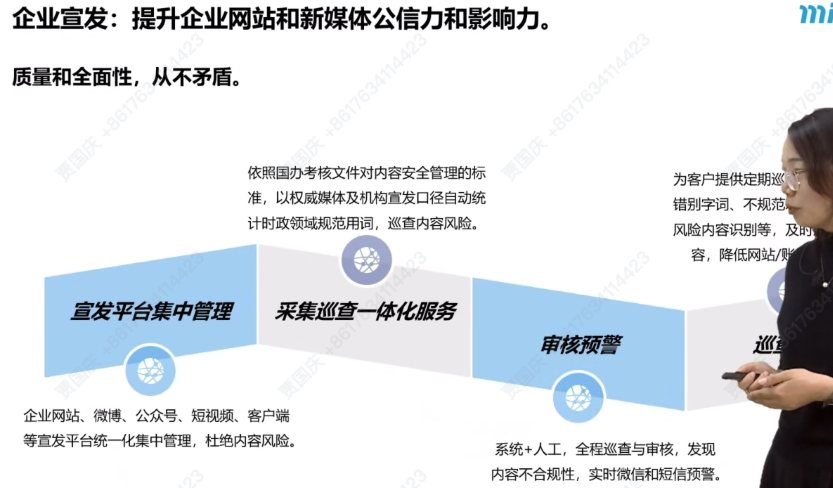 企业宣发：提升企业网站和新媒体公信力和影响力。
mi
质量和全面性，从不矛盾。
依照国办考核文件对内容安全管理的标
准，以权威媒体及机构宣发口径自动统
计时政领域规范用词，巡查内容风险。
为客户提供定期巡
错别字词、不规范
风险内容识别等，及时
容，降低网站/账
宣发平台集中管理
采集巡查一体化服务
审核预警
巡查
企业网站、微博、公众号、短视频、客户端
等宣发平台统一化集中管理，杜绝内容风险。
系统+人工，全程巡查与审核，发现
内容不合规性，实时微信和短信预警。
贾国庆 +8617634114423